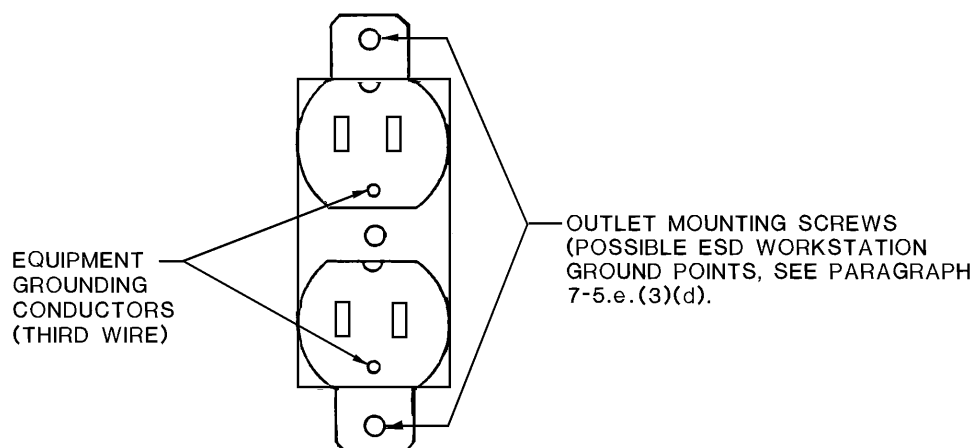 EQUIPMENT
GROUNDING
CONDUCTORS
(THIRD WIRE)
OUTLET MOUNTING SCREWS
(POSSIBLE ESD WORKSTATION
GROUND POINTS, SEE PARAGRAPH
7-5.e.(3)(d).